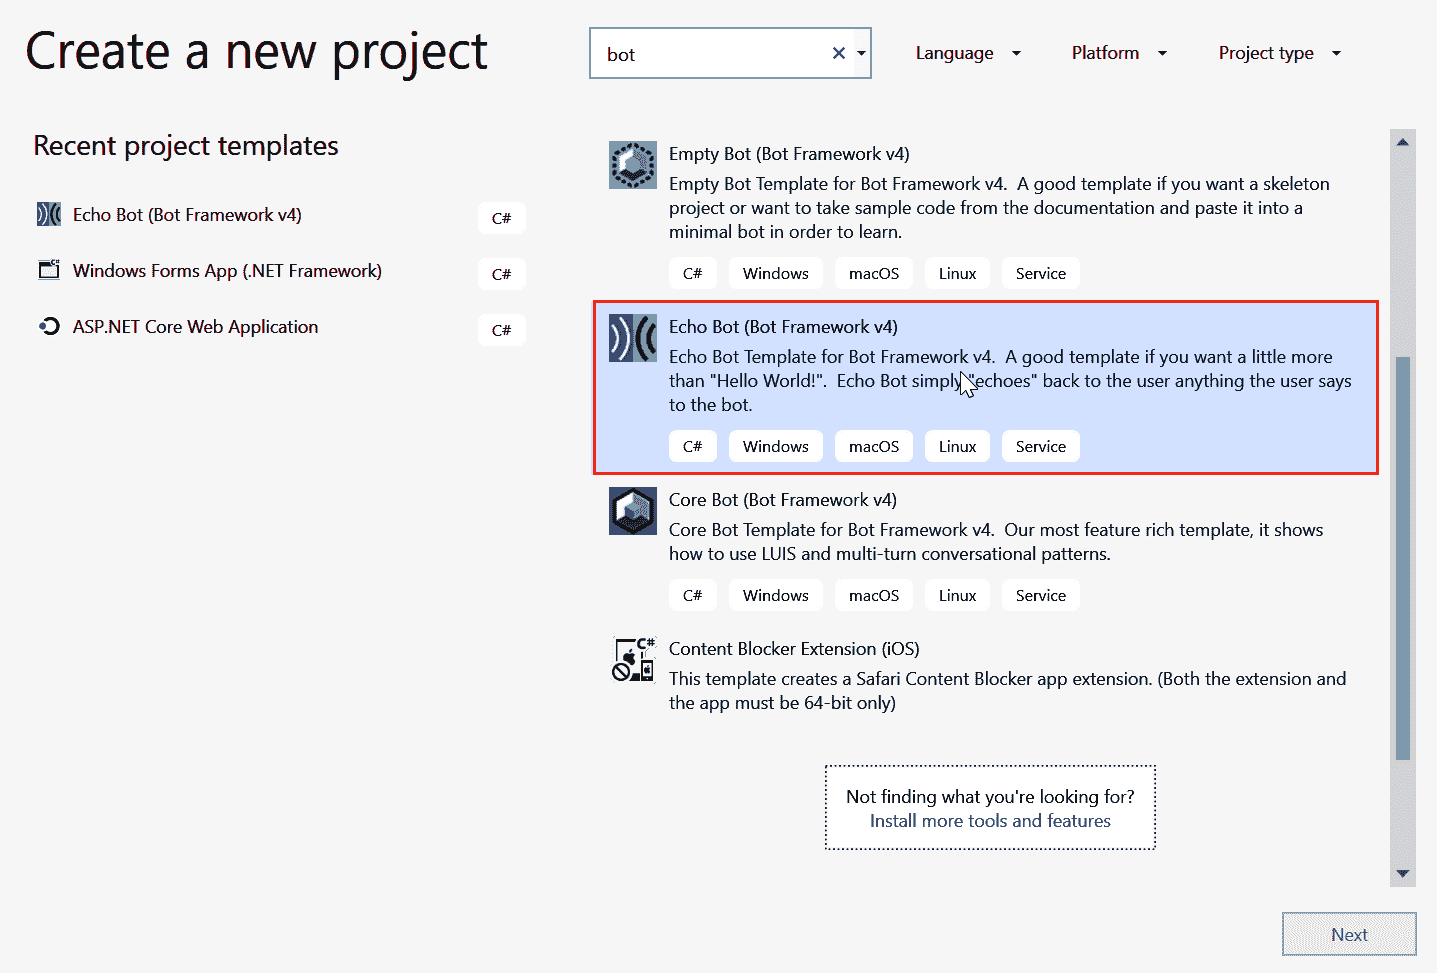 Create a new project
bot
Language
Platform
Project type
Recent project templates
Echo Bot (Bot Framework v4)
C#
Windows Forms App (.NET Framework)
C#
ASP.NET Core Web Application
C#
Empty Bot (Bot Framework v4)
Empty Bot Template for Bot Framework v4. A good template if you want a skeleton
project or want to take sample code from the documentation and paste it into a
minimal bot in order to learn.
C# Windows macOS Linux Service
Echo Bot (Bot Framework v4)
Echo Bot Template for Bot Framework v4. A good template if you want a little more
than "Hello World!". Echo Bot simply "echoes" back to the user anything the user says
to the bot.
C# Windows macOS Linux Service
Core Bot (Bot Framework v4)
Core Bot Template for Bot Framework v4. Our most feature rich template, it shows
how to use LUIS and multi-turn conversational patterns.
C# Windows macOS Linux Service
C#
Content Blocker Extension (iOS)
This template creates a Safari Content Blocker app extension. (Both the extension and
the app must be 64-bit only)
Not finding what you're looking for?
Install more tools and features
Next